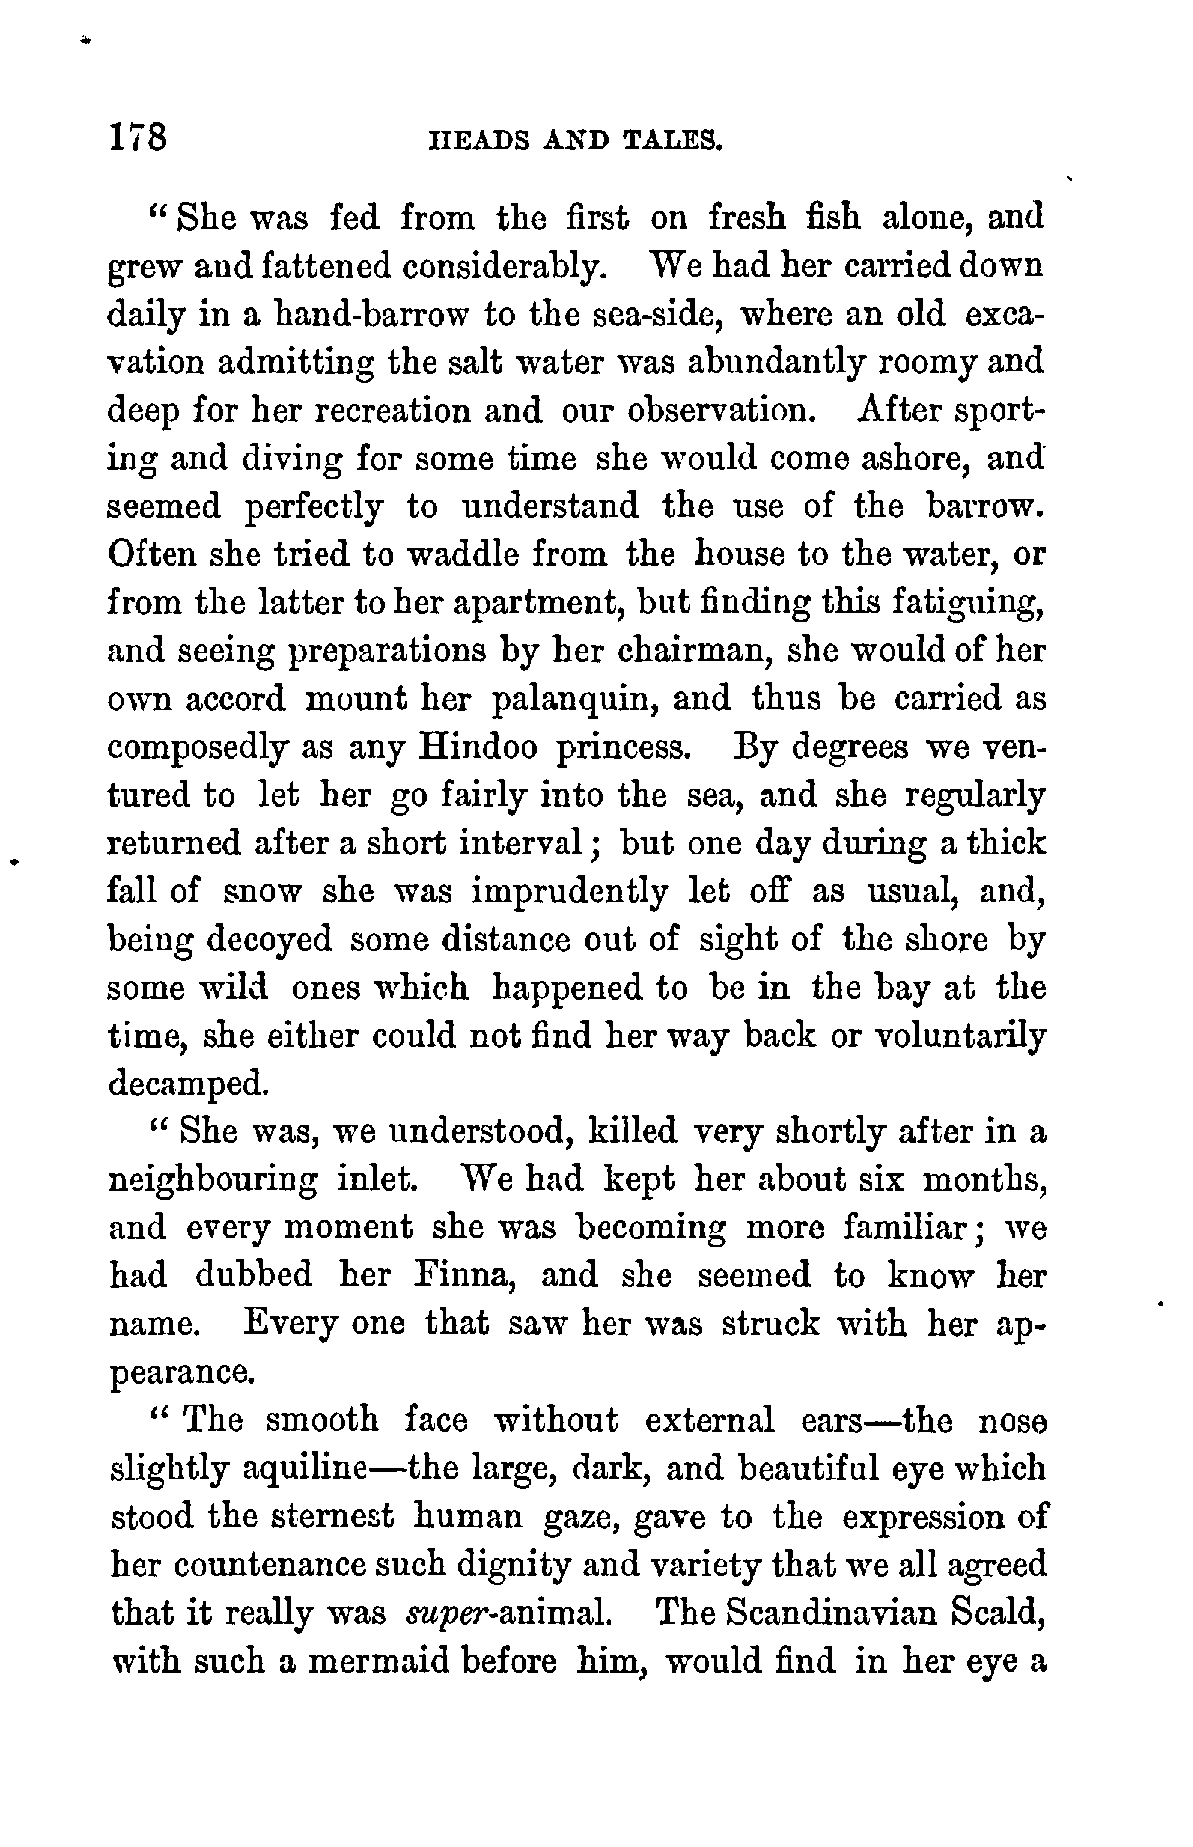 178 HEADS AND TALES.
“ She was fed from the first on fresh fish alone, and
grew and fattened considerably. We had her carried down
daily in a hand-barrow to the sea-side, where an old exca-
vation admitting the salt water was abundantly roomy and
deep for her recreation and our observation. After sport-
ing and diving for some time she would come ashore, and
seemed perfectly to understand the use of the barrow.
Often she tried to waddle from the house to the water, or
from the latter to her apartment, but finding this fatiguing,
and seeing preparations by her chairman, she would of her
own accord mount her palanquin, and thus be carried as
composedly as any Hindoo princess. By degrees we ven-
tured to let her go fairly into the sea, and she regularly
returned after a short interval; but one day during a thick
fall of snow she was imprudently let off as usual, and,
being decoyed some distance out of sight of the shore by
some wild ones which happened to be in the bay at the
time, she either could not find her way back or voluntarily
decamped.
“ She was, we understood, killed very shortly after in a
neighbouring inlet. We had kept her about six months,
and every moment she was becoming more familiar; we
had dubbed her Finna, and she seemed to know her
name. Every one that saw her was struck with her ap-
pearance.
“ The smooth face without external ears—the nose
slightly aquiline—the large, dark, and beautiful eye which
stood the sternest human gaze, gave to the expression of
her countenance such dignity and variety that we all agreed
that it really was super-animal. The Scandinavian Scald,
with such a mermaid before him, would find in her eye a